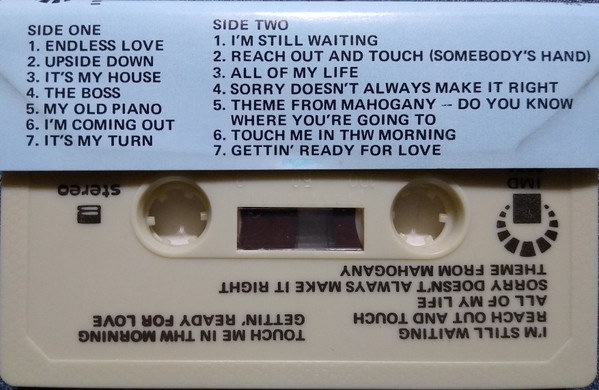 SIDE ONE
1. ENDLESS LOVE
2. UPSIDE DOWN
3. IT'S MY HOUSE
4. THE BOSS
5. MY OLD PIANO
6. I'M COMING OUT
7. IT'S MY TURN
SIDE TWO
1. I'M STILL WAITING
2. REACH OUT AND TOUCH (SOMEBODY'S HAND)
3. ALL OF MY LIFE
4. SORRY DOESN'T ALWAYS MAKE IT RIGHT
5. THEME FROM MAHOGANY -- DO YOU KNOW
WHERE YOU'RE GOING TO
6. TOUCH ME IN THW MORNING
7. GETTIN' READY FOR LOVE
I'M STILL WAITING
REACH OUT AND TOUCH
ALL OF MY LIFE
SORRY DOESN'T ALWAYS MAKE IT RIGHT
THEME FROM MAHOGANY
TOUCH ME IN THW MORNING
GETTIN' READY FOR LOVE
IMD
B
stereo